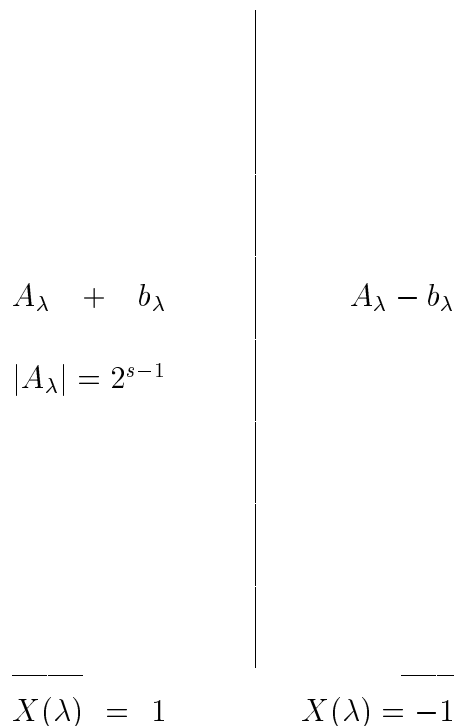 A_λ + b_λ A_λ − b_λ
|A_λ| = 2^{s−1}
X(λ) = 1 X(λ) = −1